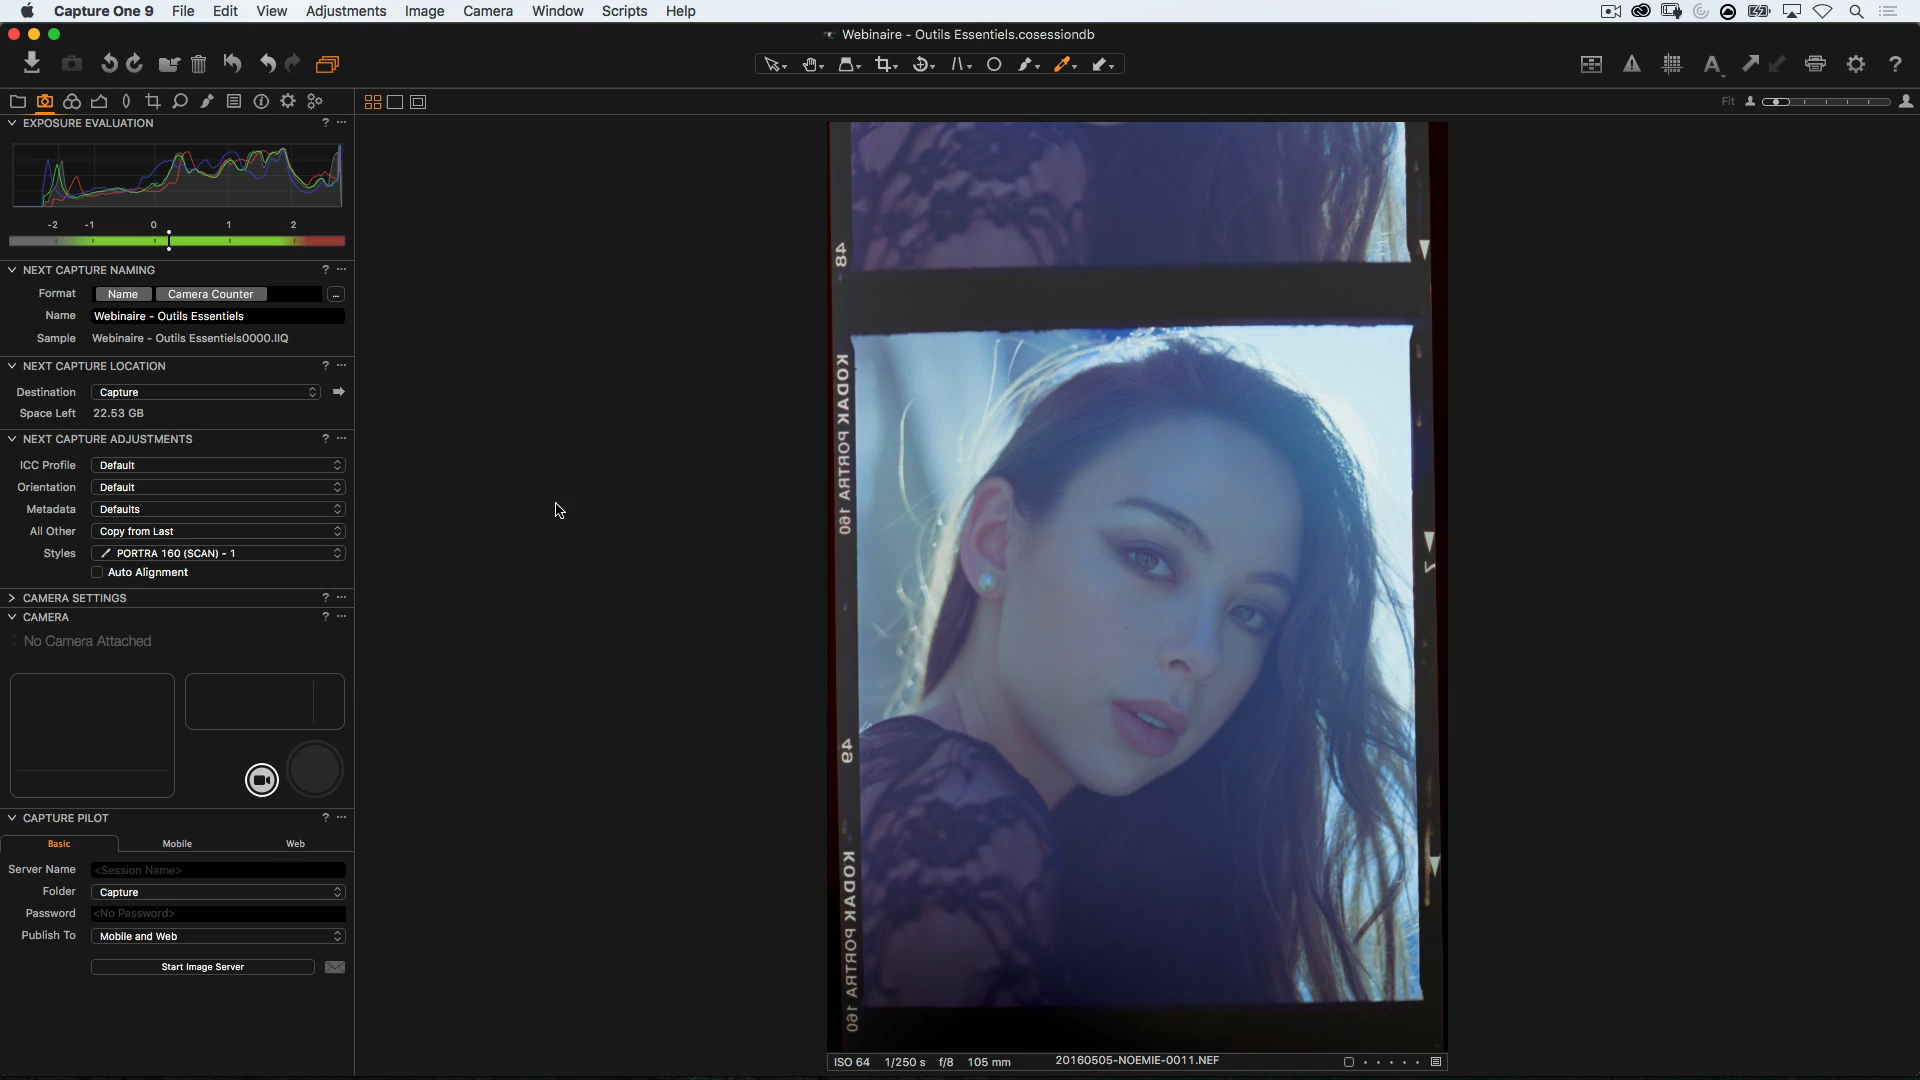 Capture One 9 File Edit View Adjustments Image Camera Window Scripts Help
Webinaire - Outils Essentiels.cosessiondb
Fit
EXPOSURE EVALUATION ? ...
-2 -1 0 1 2
NEXT CAPTURE NAMING ? ...
Format Name Camera Counter ...
Name Webinaire - Outils Essentiels
Sample Webinaire - Outils Essentiels0000.IIQ
NEXT CAPTURE LOCATION ? ...
Destination Capture
Space Left 22.53 GB
NEXT CAPTURE ADJUSTMENTS ? ...
ICC Profile Default
Orientation Default
Metadata Defaults
All Other Copy from Last
Styles PORTRA 160 (SCAN) - 1
Auto Alignment
CAMERA SETTINGS ? ...
CAMERA ? ...
No Camera Attached
CAPTURE PILOT ? ...
Basic Mobile Web
Server Name <Session Name>
Folder Capture
Password <No Password>
Publish To Mobile and Web
Start Image Server
48
KODAK PORTRA 160
49
KODAK PORTRA 160
ISO 64 1/250 s f/8 105 mm 20160505-NOEMIE-0011.NEF